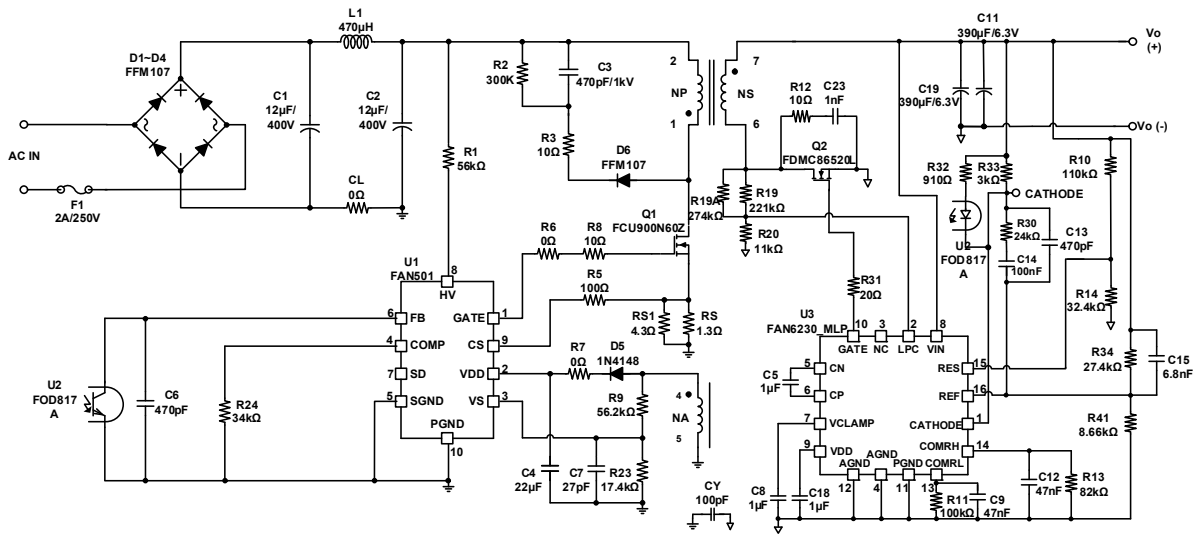 L1
470µH
D1~D4
FFM107
C1
12µF/
400V
C2
12µF/
400V
AC IN
F1
2A/250V
CL
0Ω
R1
56kΩ
R2
300K
C3
470pF/1kV
R3
10Ω
D6
FFM107
2
NP
1
7
NS
6
R12
10Ω
C23
1nF
Q2
FDMC86520L
C11
390µF/6.3V
C19
390µF/6.3V
Vo
(+)
Vo (-)
R32
910Ω
R33
3kΩ
CATHODE
R10
110kΩ
R30
24kΩ
C14
100nF
C13
470pF
U2
FOD817
A
R14
32.4kΩ
R34
27.4kΩ
C15
6.8nF
R41
8.66kΩ
R19A
274kΩ
R19
221kΩ
R20
11kΩ
R31
20Ω
Q1
FCU900N60Z
R6
0Ω
R8
10Ω
R5
100Ω
RS1
4.3Ω
RS
1.3Ω
U1
FAN501
8
HV
6
FB
4
COMP
7
SD
5
SGND
PGND
10
GATE
1
CS
9
VDD
2
VS
3
R7
0Ω
D5
1N4148
R9
56.2kΩ
4
NA
5
C4
22µF
C7
27pF
R23
17.4kΩ
U2
FOD817
A
C6
470pF
R24
34kΩ
CY
100pF
U3
FAN6230_MLP
10
3
2
8
GATE
NC
LPC
VIN
C5
1µF
5
CN
6
CP
7
VCLAMP
9
VDD
15
RES
16
REF
CATHODE
1
COMRH
14
AGND
AGND
PGND
COMRL
12
4
11
13
C8
1µF
C18
1µF
R11
100kΩ
C9
47nF
C12
47nF
R13
82kΩ